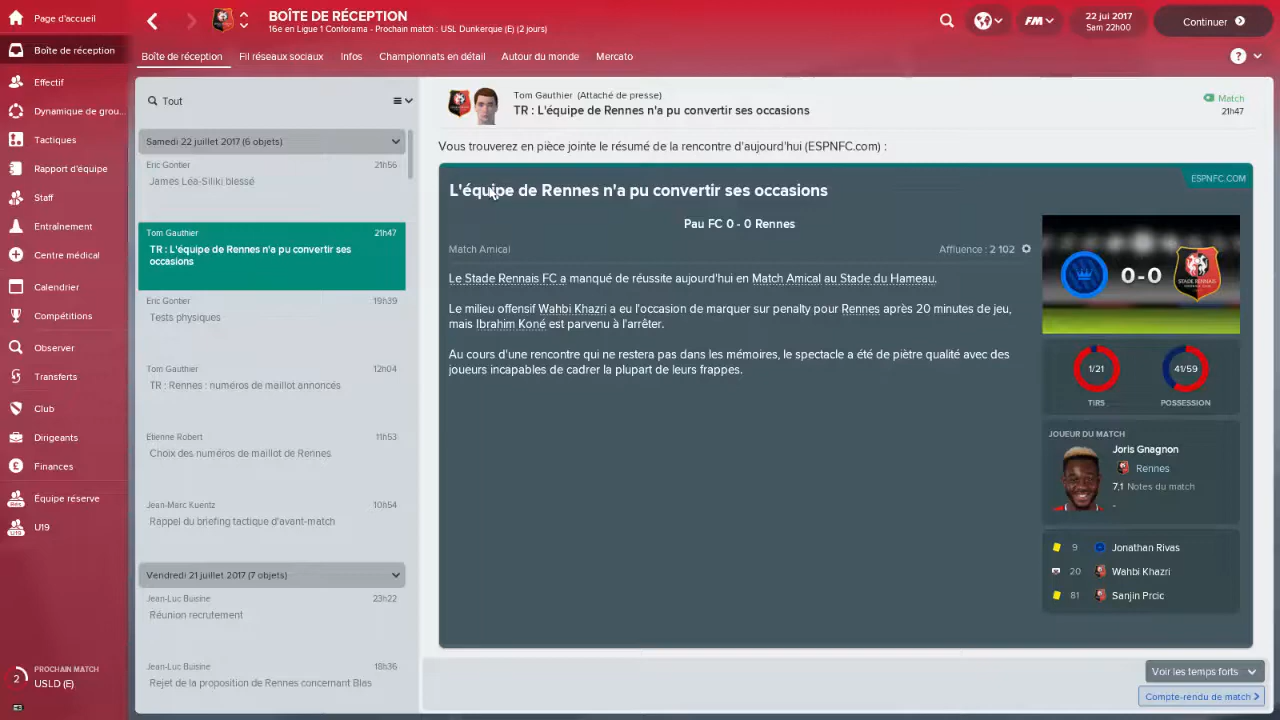 Page d'accueil
Boîte de réception
Effectif
Dynamique de grou...
Tactiques
Rapport d'équipe
Staff
Entraînement
Centre médical
Calendrier
Compétitions
Observer
Transferts
Club
Dirigeants
Finances
Équipe réserve
U19
2
PROCHAIN MATCH
USLD (E)
BOÎTE DE RÉCEPTION
16e en Ligue 1 Conforama - Prochain match : USL Dunkerque (E) (2 jours)
FM
22 jui 2017
Sam 22h00
Continuer
Boîte de réception
Fil réseaux sociaux
Infos
Championnats en détail
Autour du monde
Mercato
?
Tout
Samedi 22 juillet 2017 (6 objets)
Eric Gontier 21h56
James Léa-Siliki blessé
Tom Gauthier 21h47
TR : L'équipe de Rennes n'a pu convertir ses
occasions
Eric Gontier 19h39
Tests physiques
Tom Gauthier 12h04
TR : Rennes : numéros de maillot annoncés
Etienne Robert 11h53
Choix des numéros de maillot de Rennes
Jean-Marc Kuentz 10h54
Rappel du briefing tactique d'avant-match
Vendredi 21 juillet 2017 (7 objets)
Jean-Luc Buisine 23h22
Réunion recrutement
Jean-Luc Buisine 18h36
Rejet de la proposition de Rennes concernant Blas
Tom Gauthier (Attaché de presse)
TR : L'équipe de Rennes n'a pu convertir ses occasions
Match
21h47
Vous trouverez en pièce jointe le résumé de la rencontre d'aujourd'hui (ESPNFC.com) :
ESPNFC.COM
L'équipe de Rennes n'a pu convertir ses occasions
Pau FC 0 - 0 Rennes
Match Amical
Affluence : 2 102
Le Stade Rennais FC a manqué de réussite aujourd'hui en Match Amical au Stade du Hameau.
Le milieu offensif Wahbi Khazri a eu l'occasion de marquer sur penalty pour Rennes après 20 minutes de jeu,
mais Ibrahim Koné est parvenu à l'arrêter.
Au cours d'une rencontre qui ne restera pas dans les mémoires, le spectacle a été de piètre qualité avec des
joueurs incapables de cadrer la plupart de leurs frappes.
0-0
STADE RENNAIS
1/21
TIRS
41/59
POSSESSION
JOUEUR DU MATCH
Joris Gnagnon
Rennes
7,1 Notes du match
-
9 Jonathan Rivas
20 Wahbi Khazri
81 Sanjin Prcic
Voir les temps forts
Compte-rendu de match